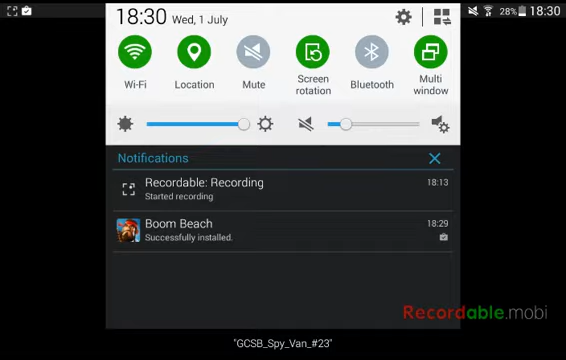 28% 18:30
18:30 Wed, 1 July
Wi-Fi
Location
Mute
Screen
rotation
Bluetooth
Multi
window
Notifications
Recordable: Recording
18:13
Started recording
Boom Beach
18:29
Successfully installed.
Recordable.mobi
"GCSB_Spy_Van_#23"